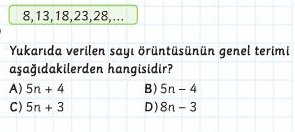 8,13,18,23,28,...
Yukarıda verilen sayı örüntüsünün genel terimi
aşağıdakilerden hangisidir?
A) 5n + 4 B) 5n − 4
C) 5n + 3 D) 8n − 3